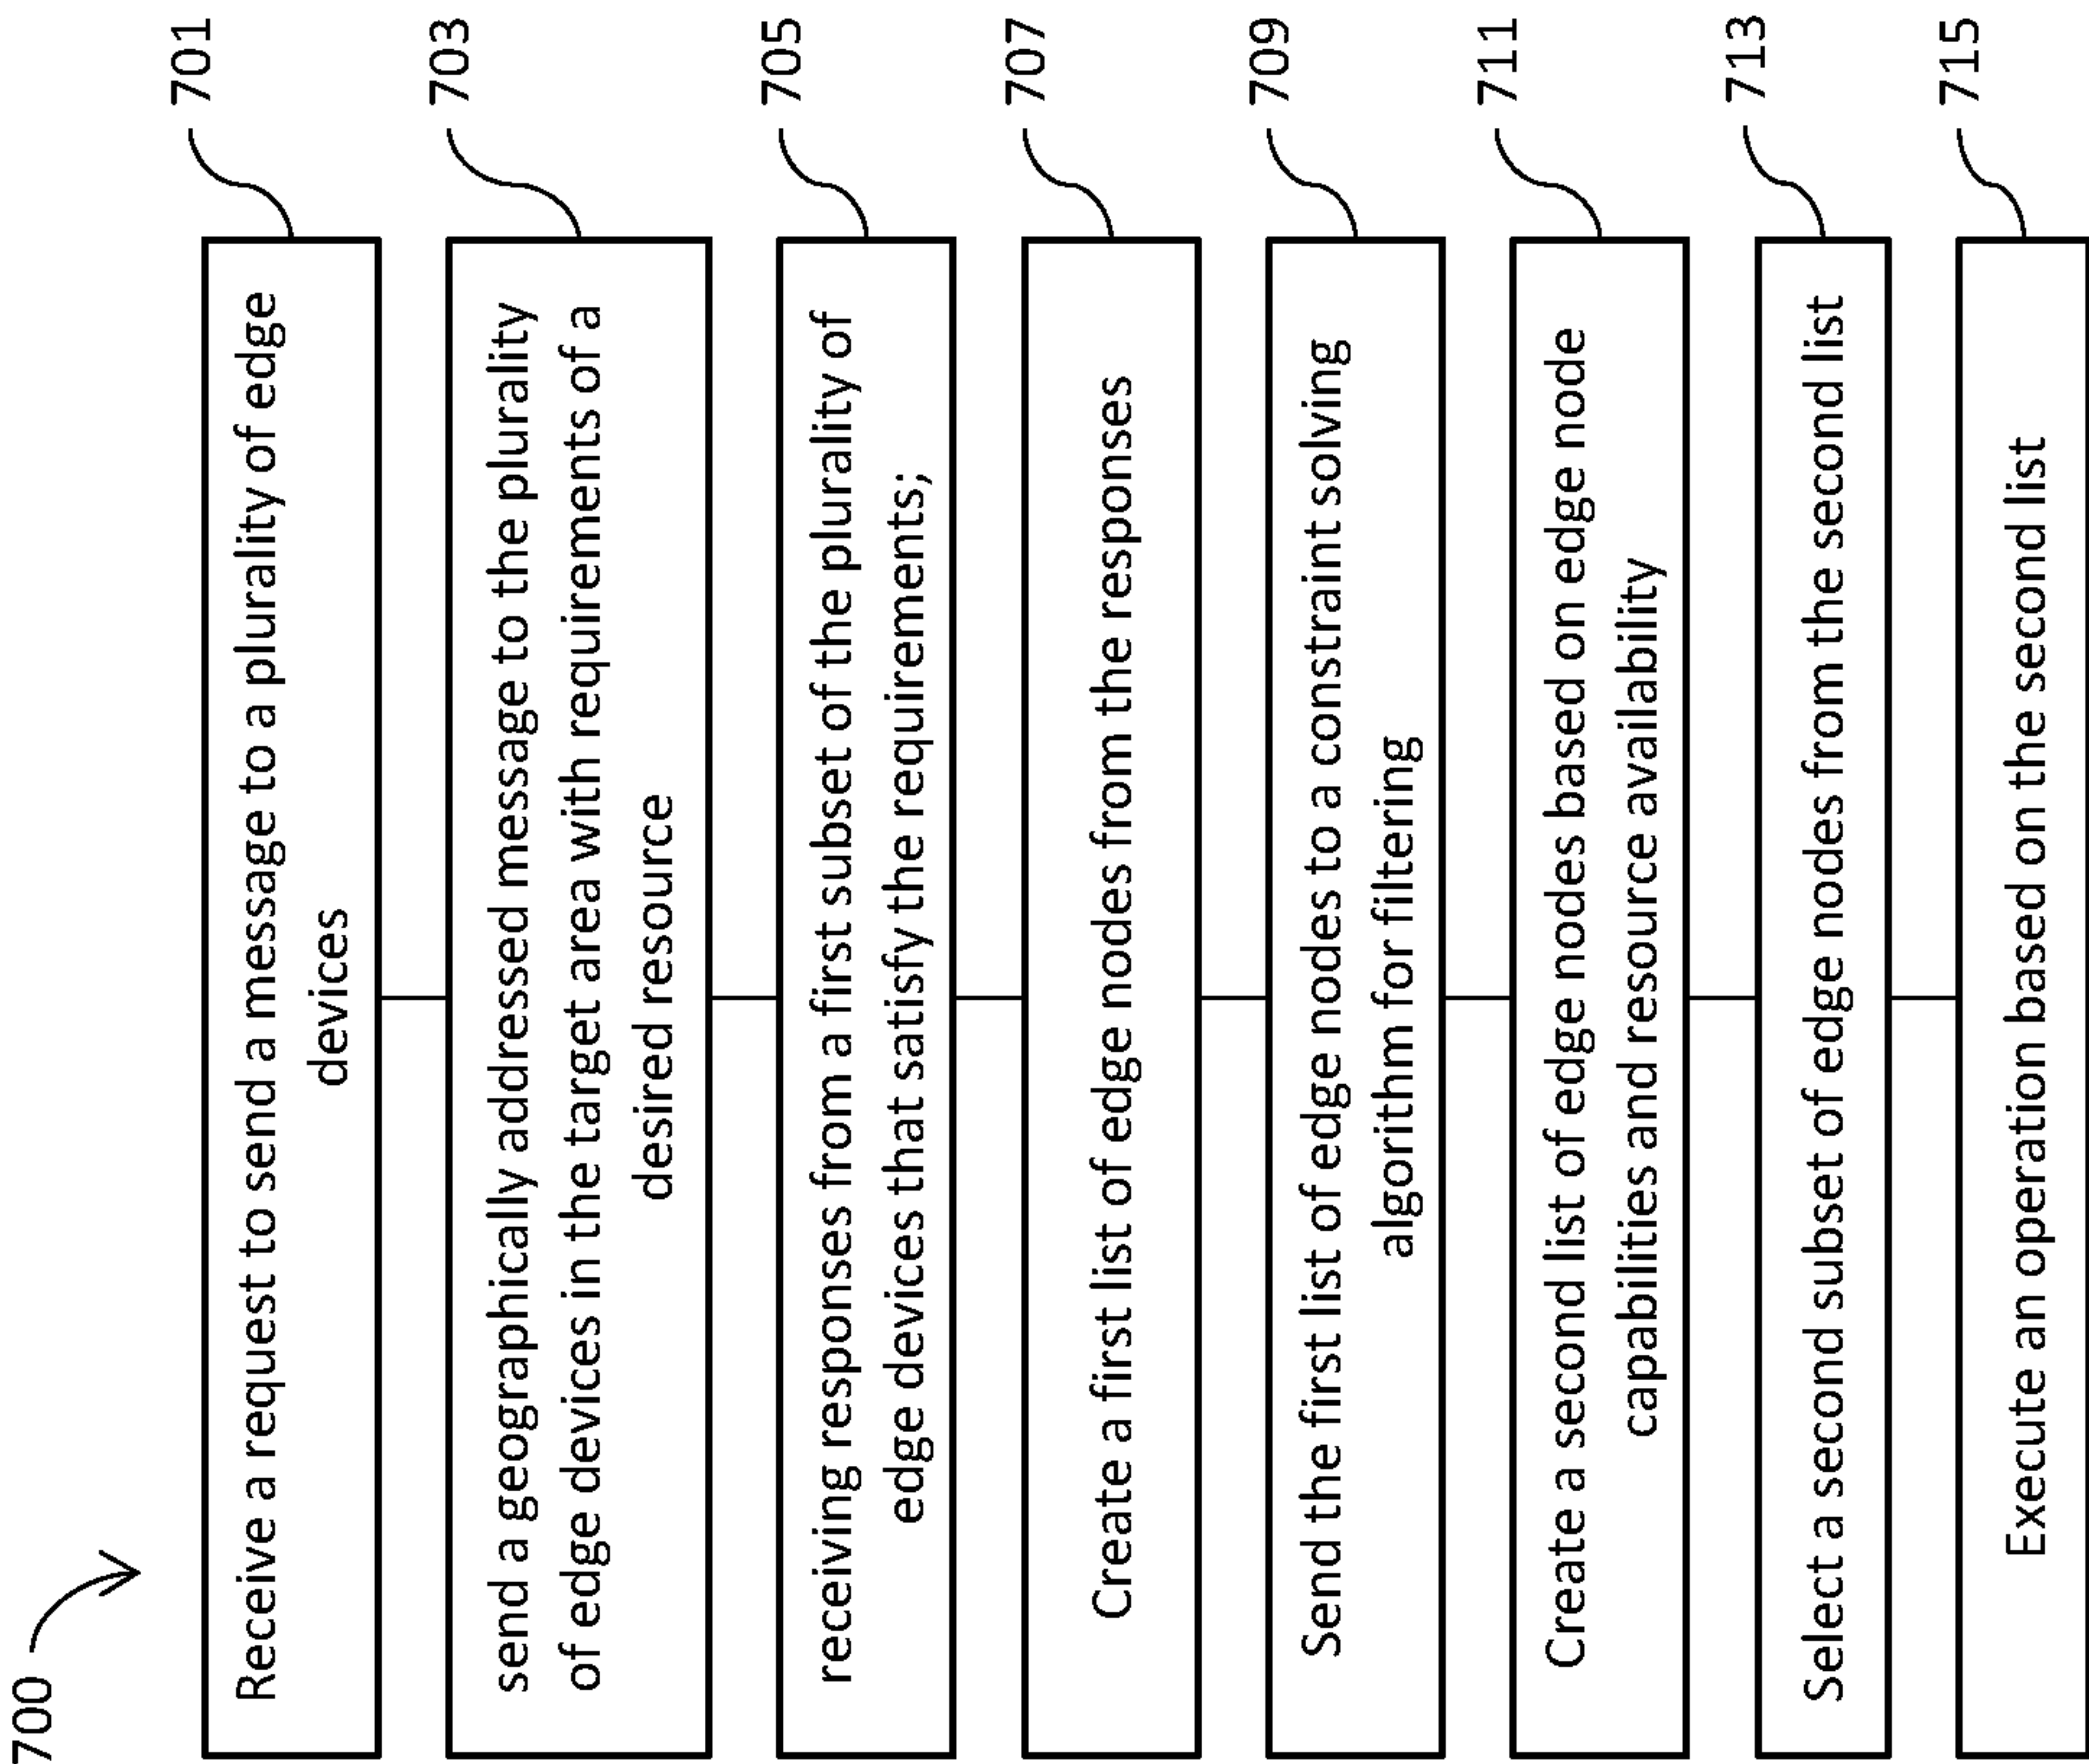 700
Receive a request to send a message to a plurality of edge
devices
701
send a geographically addressed message to the plurality
of edge devices in the target area with requirements of a
desired resource
703
receiving responses from a first subset of the plurality of
edge devices that satisfy the requirements;
705
Create a first list of edge nodes from the responses
707
Send the first list of edge nodes to a constraint solving
algorithm for filtering
709
Create a second list of edge nodes based on edge node
capabilities and resource availability
711
Select a second subset of edge nodes from the second list
713
Execute an operation based on the second list
715